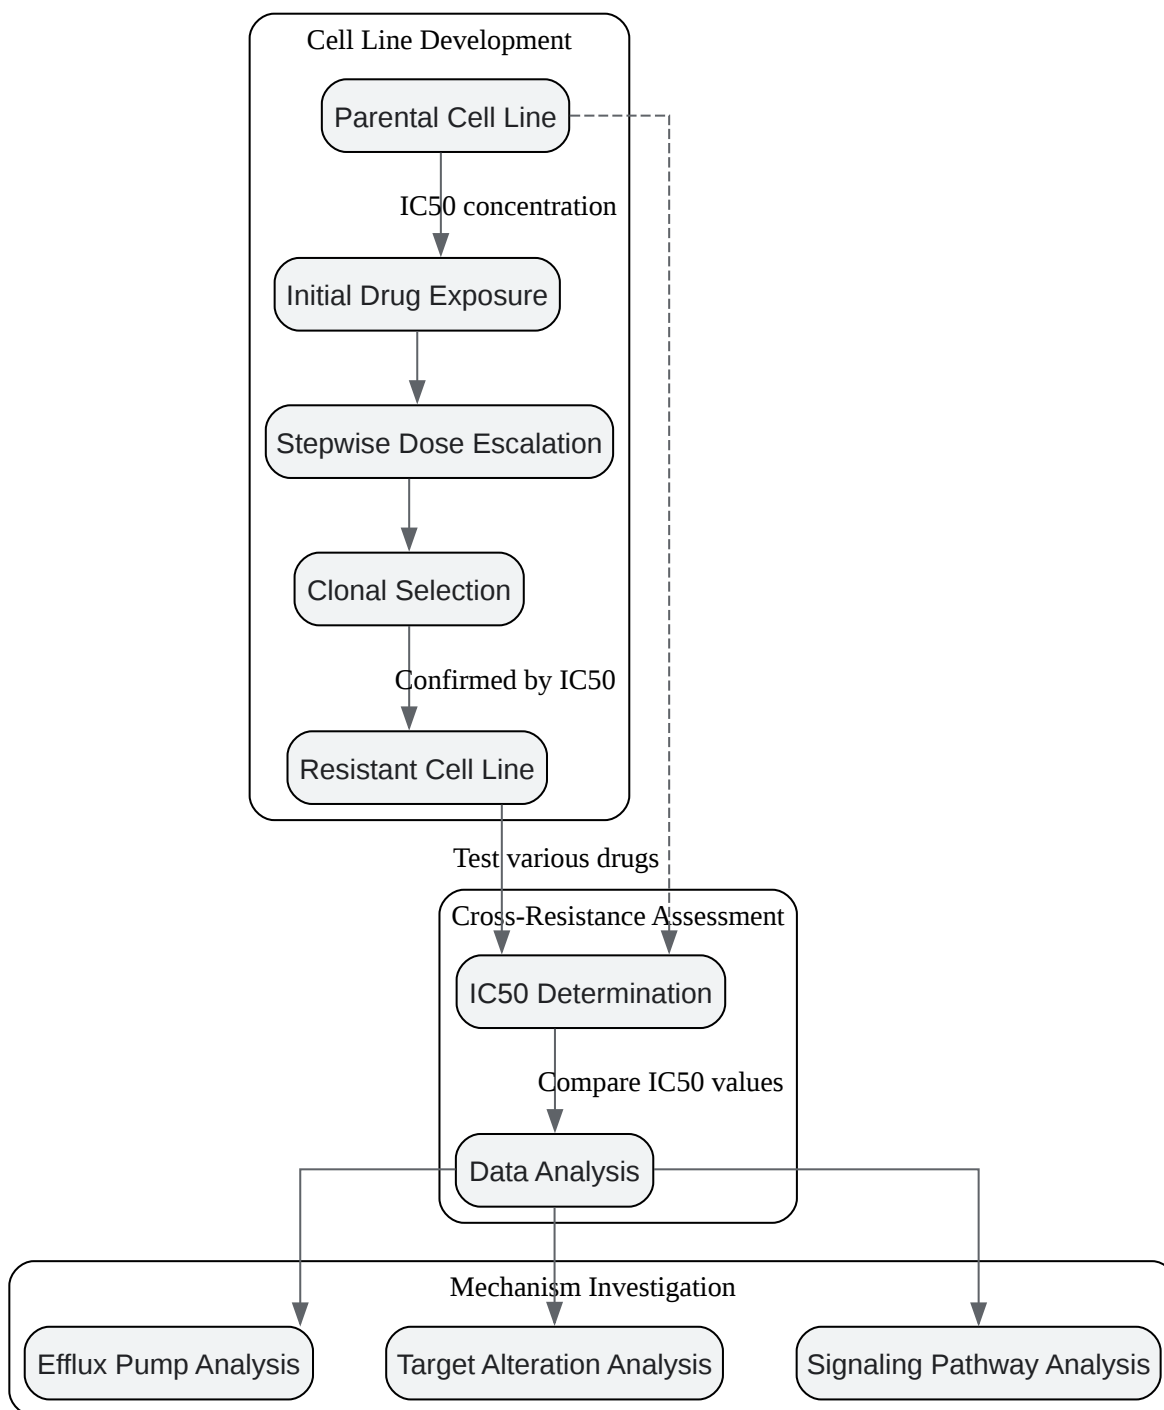 Cell Line Development
Parental Cell Line
IC50 concentration
Initial Drug Exposure
Stepwise Dose Escalation
Clonal Selection
Confirmed by IC50
Resistant Cell Line
Test various drugs
Cross-Resistance Assessment
IC50 Determination
Compare IC50 values
Data Analysis
Mechanism Investigation
Efflux Pump Analysis
Target Alteration Analysis
Signaling Pathway Analysis